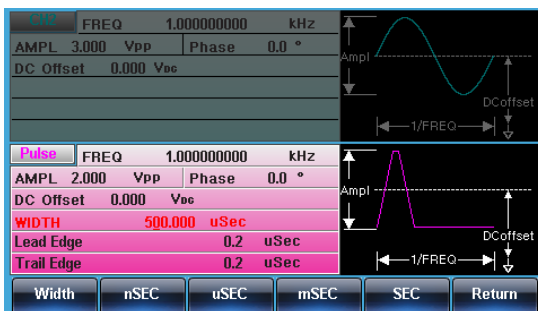 CH2 FREQ 1.000000000 kHz
AMPL 3.000 Vpp Phase 0.0 °
DC Offset 0.000 VDC
Ampl
DCoffset
1/FREQ
Pulse FREQ 1.000000000 kHz
AMPL 2.000 Vpp Phase 0.0 °
DC Offset 0.000 VDC
WIDTH 500.000 uSec
Lead Edge 0.2 uSec
Trail Edge 0.2 uSec
Ampl
DCoffset
1/FREQ
Width nSEC uSEC mSEC SEC Return